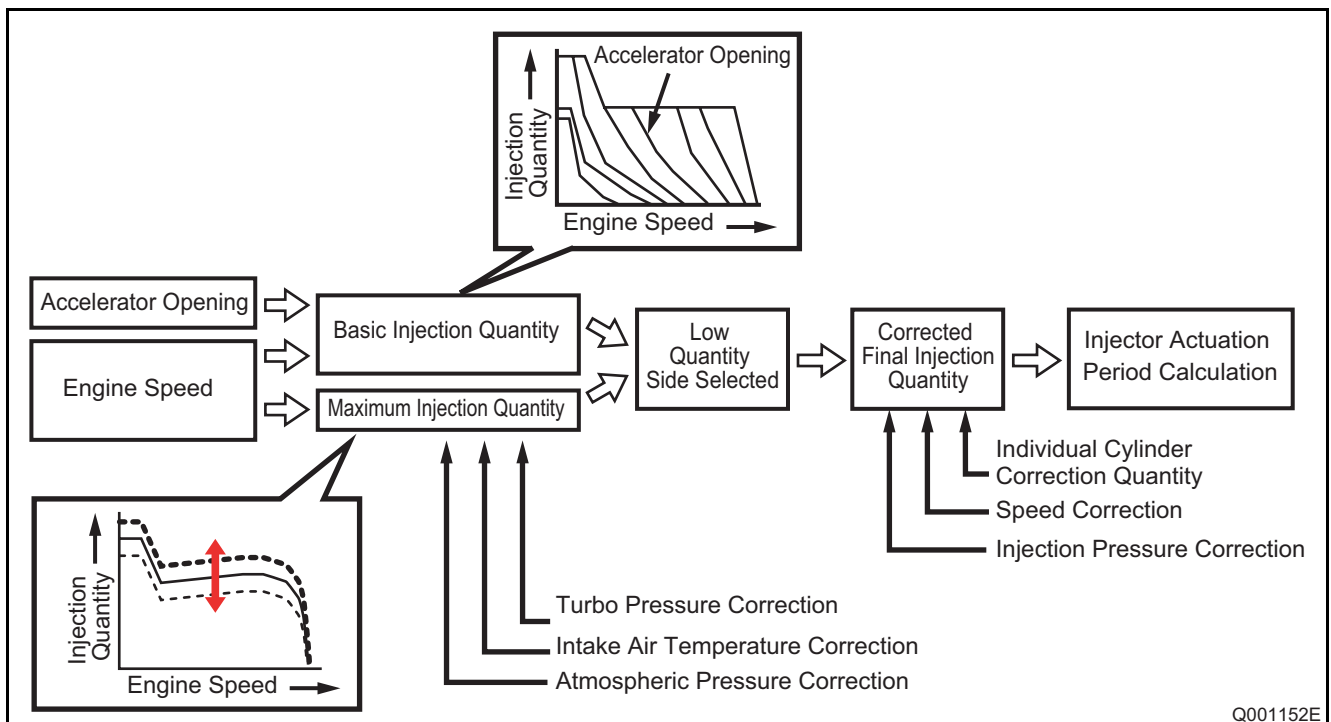 Accelerator Opening
Injection
Quantity
Engine Speed
Accelerator Opening
Engine Speed
Basic Injection Quantity
Maximum Injection Quantity
Low
Quantity
Side Selected
Corrected
Final Injection
Quantity
Injector Actuation
Period Calculation
Individual Cylinder
Correction Quantity
Speed Correction
Injection Pressure Correction
Injection
Quantity
Engine Speed
Turbo Pressure Correction
Intake Air Temperature Correction
Atmospheric Pressure Correction
Q001152E